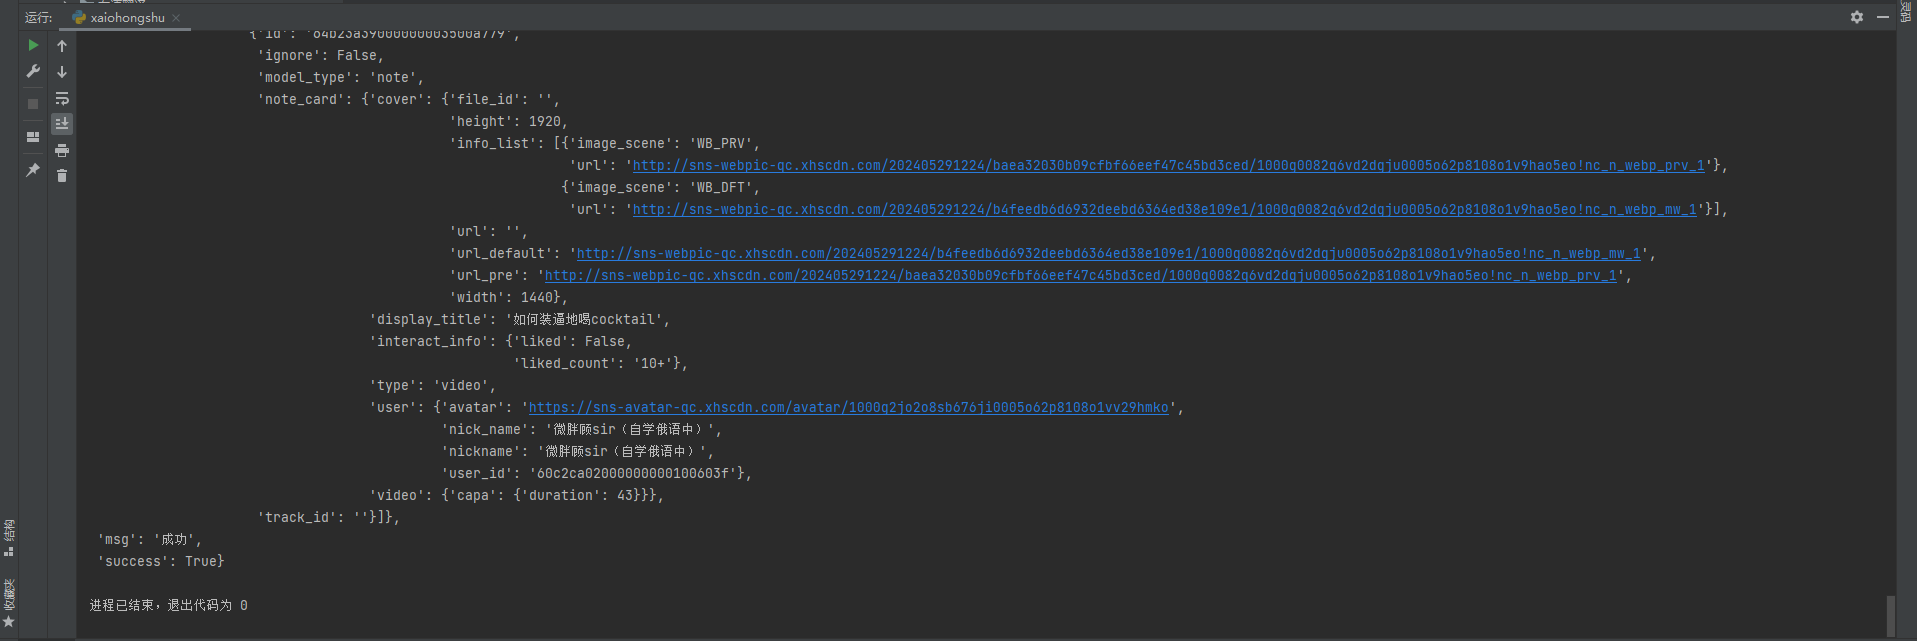 运行:
xaiohongshu
{'id': '64b23a39000000003500a779',
'ignore': False,
'model_type': 'note',
'note_card': {'cover': {'file_id': '',
'height': 1920,
'info_list': [{'image_scene': 'WB_PRV',
'url': 'http://sns-webpic-qc.xhscdn.com/202405291224/baea32030b09cfbf66eef47c45bd3ced/1000g0082q6vd2dqju0005o62p8108o1v9hao5eo!nc_n_webp_prv_1'},
{'image_scene': 'WB_DFT',
'url': 'http://sns-webpic-qc.xhscdn.com/202405291224/b4feedb6d6932deebd6364ed38e109e1/1000g0082q6vd2dqju0005o62p8108o1v9hao5eo!nc_n_webp_mw_1'}],
'url': '',
'url_default': 'http://sns-webpic-qc.xhscdn.com/202405291224/b4feedb6d6932deebd6364ed38e109e1/1000g0082q6vd2dqju0005o62p8108o1v9hao5eo!nc_n_webp_mw_1',
'url_pre': 'http://sns-webpic-qc.xhscdn.com/202405291224/baea32030b09cfbf66eef47c45bd3ced/1000g0082q6vd2dqju0005o62p8108o1v9hao5eo!nc_n_webp_prv_1',
'width': 1440},
'display_title': '如何装逼地喝cocktail',
'interact_info': {'liked': False,
'liked_count': '10+'},
'type': 'video',
'user': {'avatar': 'https://sns-avatar-qc.xhscdn.com/avatar/1000g2jo2o8sb676ji0005o62p8108o1vv29hmko',
'nick_name': '微胖顾sir（自学俄语中）',
'nickname': '微胖顾sir（自学俄语中）',
'user_id': '60c2ca02000000000100603f'},
'video': {'capa': {'duration': 43}}},
'track_id': ''}]},
'msg': '成功',
'success': True}
进程已结束，退出代码为 0
结构
收藏夹